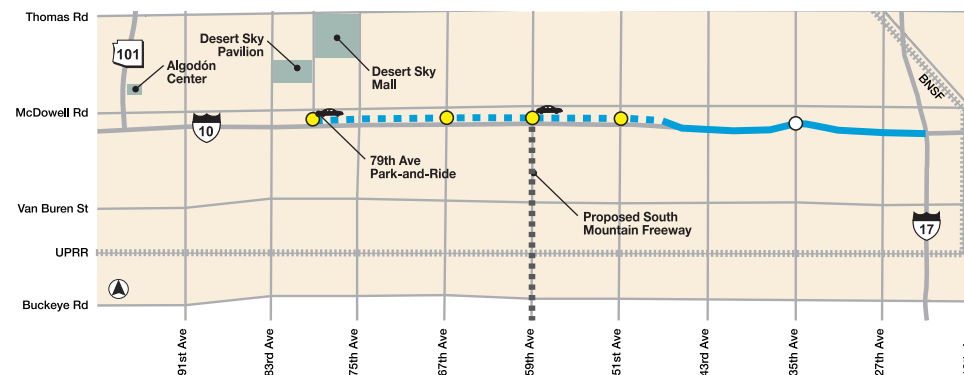 Thomas Rd
101
Desert Sky
Pavilion
Algodón
Center
Desert Sky
Mall
BNSF
McDowell Rd
10
79th Ave
Park-and-Ride
Van Buren St
Proposed South
Mountain Freeway
17
UPRR
Buckeye Rd
91st Ave
83rd Ave
75th Ave
67th Ave
59th Ave
51st Ave
43rd Ave
35th Ave
27th Ave